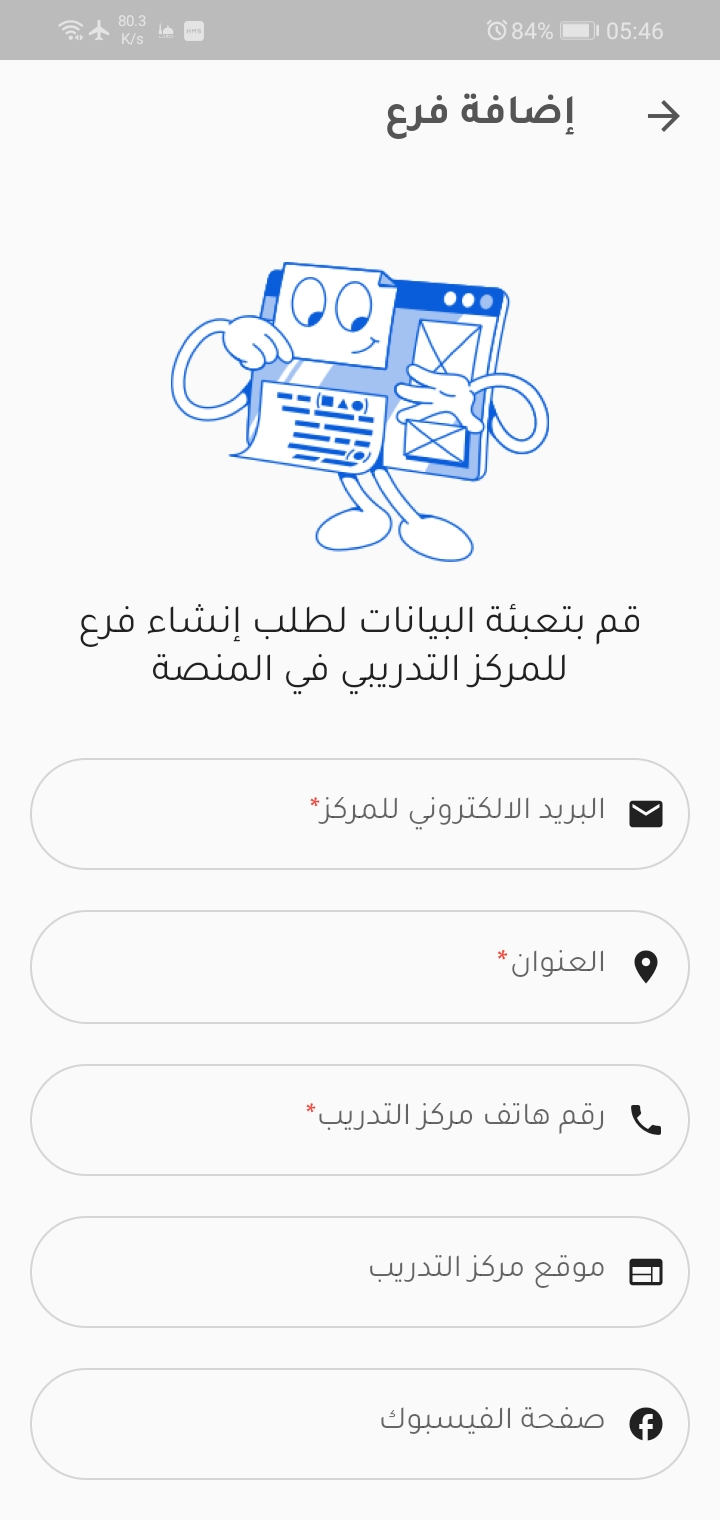 80.3 K/s
HMS
84%
05:46
إضافة فرع
قم بتعبئة البيانات لطلب إنشاء فرع
للمركز التدريبي في المنصة
البريد الالكتروني للمركز*
العنوان*
رقم هاتف مركز التدريب*
موقع مركز التدريب
صفحة الفيسبوك